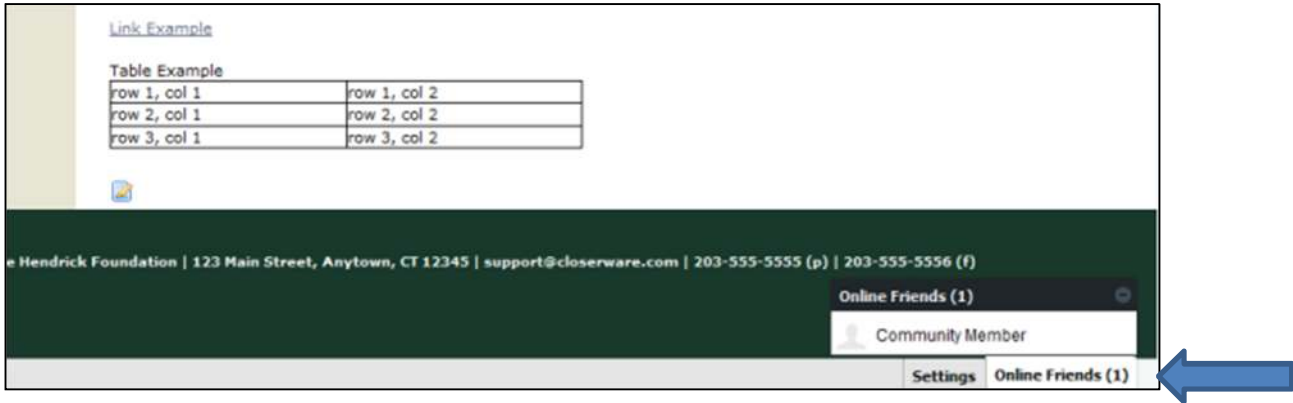 Link Example
Table Example
row 1, col 1 row 1, col 2
row 2, col 1 row 2, col 2
row 3, col 1 row 3, col 2
e Hendrick Foundation | 123 Main Street, Anytown, CT 12345 | support@closerware.com | 203-555-5555 (p) | 203-555-5556 (f)
Online Friends (1)
Community Member
Settings Online Friends (1)